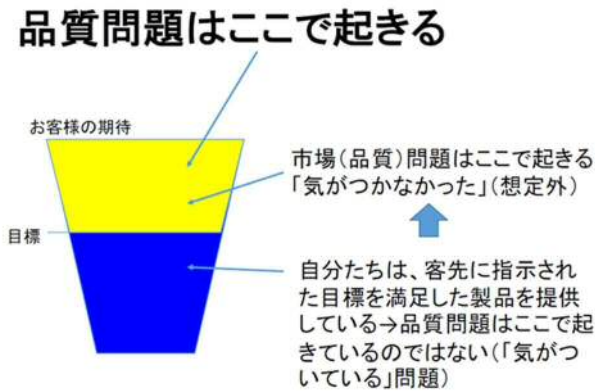 品質問題はここで起きる
お客様の期待
市場(品質)問題はここで起きる
「気がつかなかった」(想定外)
目標
自分たちは、客先に指示され
た目標を満足した製品を提供
している→品質問題はここで起
きているのではない(「気がつ
いている」問題)